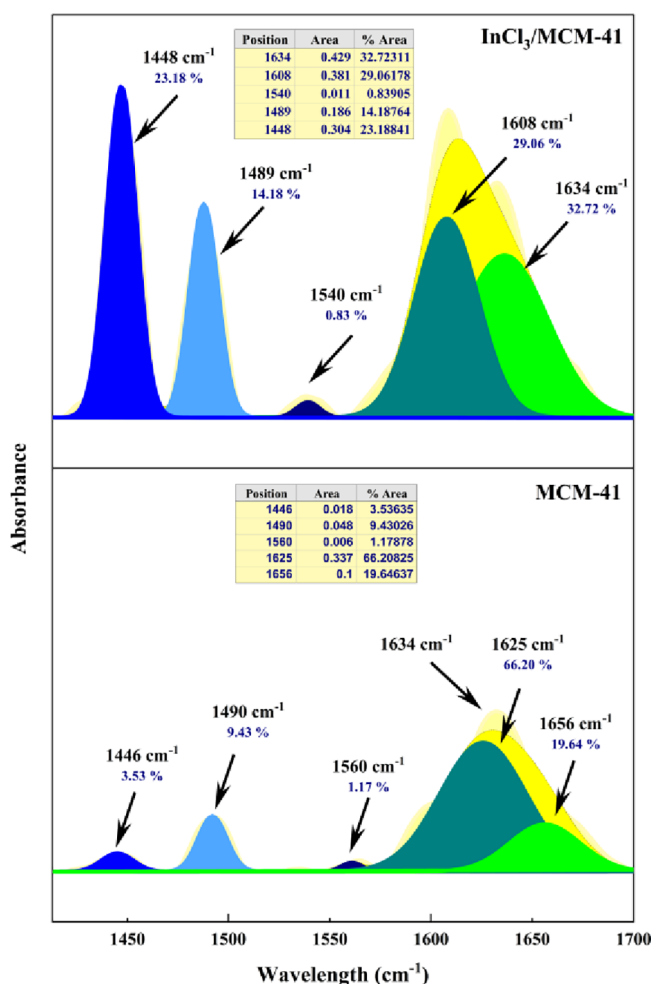 InCl₃/MCM-41
Position Area % Area
1634 0.429 32.72311
1608 0.381 29.06178
1540 0.011 0.83905
1489 0.186 14.18764
1448 0.304 23.18841
1448 cm⁻¹
23.18 %
1489 cm⁻¹
14.18 %
1540 cm⁻¹
0.83 %
1608 cm⁻¹
29.06 %
1634 cm⁻¹
32.72 %
Absorbance
MCM-41
Position Area % Area
1446 0.018 3.53635
1490 0.048 9.43026
1560 0.006 1.17878
1625 0.337 66.20825
1656 0.1 19.64637
1446 cm⁻¹
3.53 %
1490 cm⁻¹
9.43 %
1560 cm⁻¹
1.17 %
1634 cm⁻¹
1625 cm⁻¹
66.20 %
1656 cm⁻¹
19.64 %
1450 1500 1550 1600 1650 1700
Wavelength (cm⁻¹)